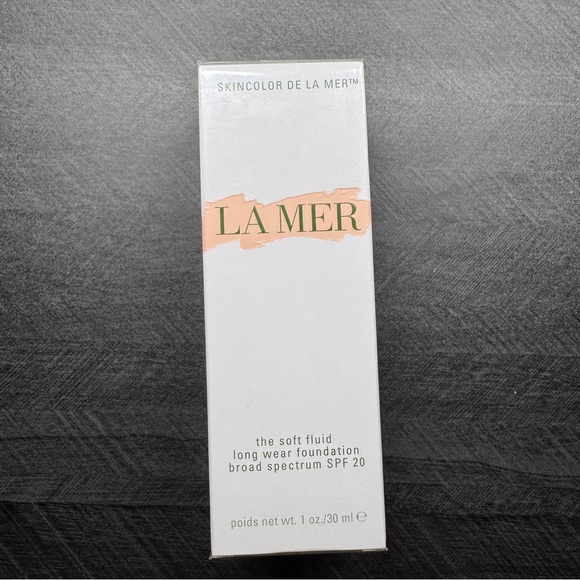 SKINCOLOR DE LA MER™
LA MER
the soft fluid
long wear foundation
broad spectrum SPF 20
poids net wt. 1 oz./30 ml ℮